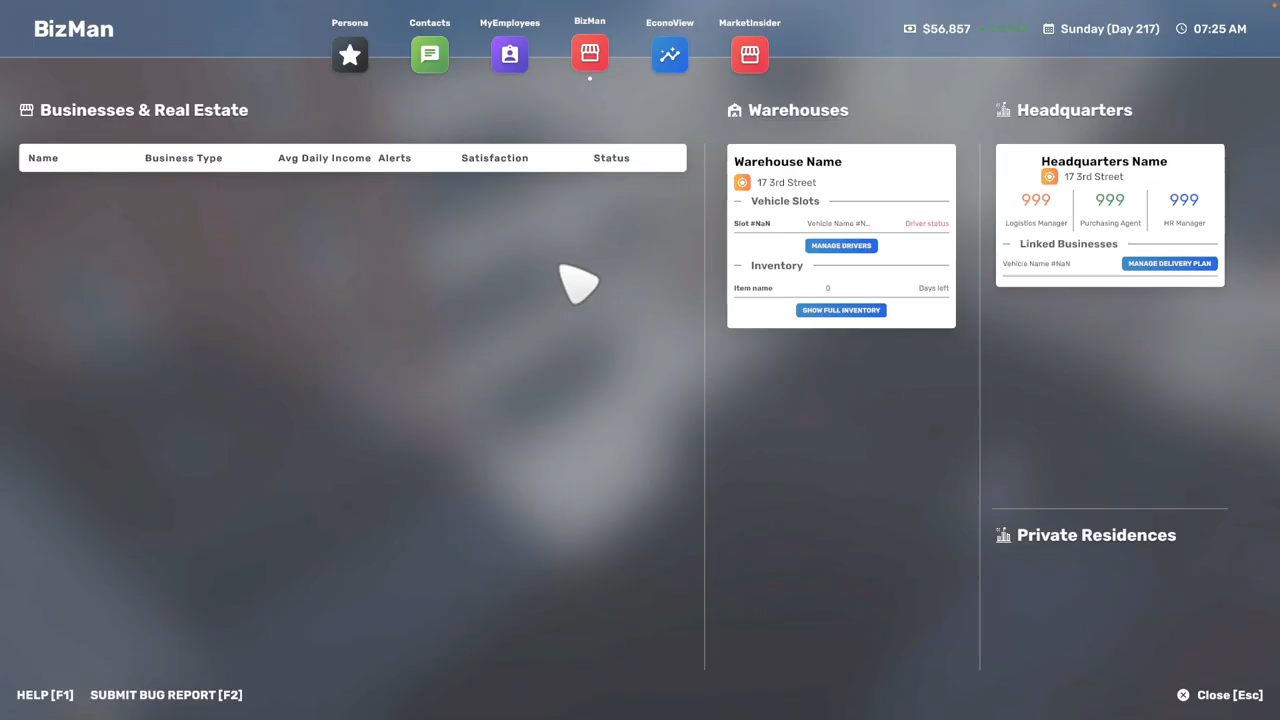 BizMan
Persona
Contacts
MyEmployees
BizMan
EconoView
MarketInsider
$56,857
Sunday (Day 217)
07:25 AM
Businesses & Real Estate
Name Business Type Avg Daily Income Alerts Satisfaction Status
Warehouses
Warehouse Name
17 3rd Street
Vehicle Slots
Slot #NaN Vehicle Name #N... Driver status
MANAGE DRIVERS
Inventory
Item name 0 Days left
SHOW FULL INVENTORY
Headquarters
Headquarters Name
17 3rd Street
999 999 999
Logistics Manager Purchasing Agent HR Manager
Linked Businesses
Vehicle Name #NaN MANAGE DELIVERY PLAN
Private Residences
HELP [F1] SUBMIT BUG REPORT [F2]
Close [Esc]